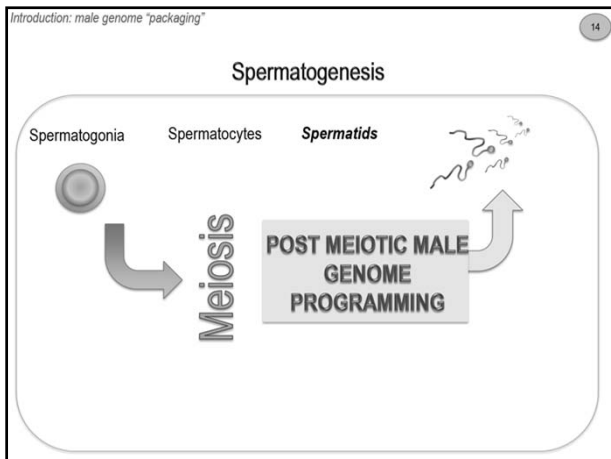 Introduction: male genome “packaging”
14
Spermatogenesis
Spermatogonia
Spermatocytes
Spermatids
Meiosis
POST MEIOTIC MALE
GENOME
PROGRAMMING